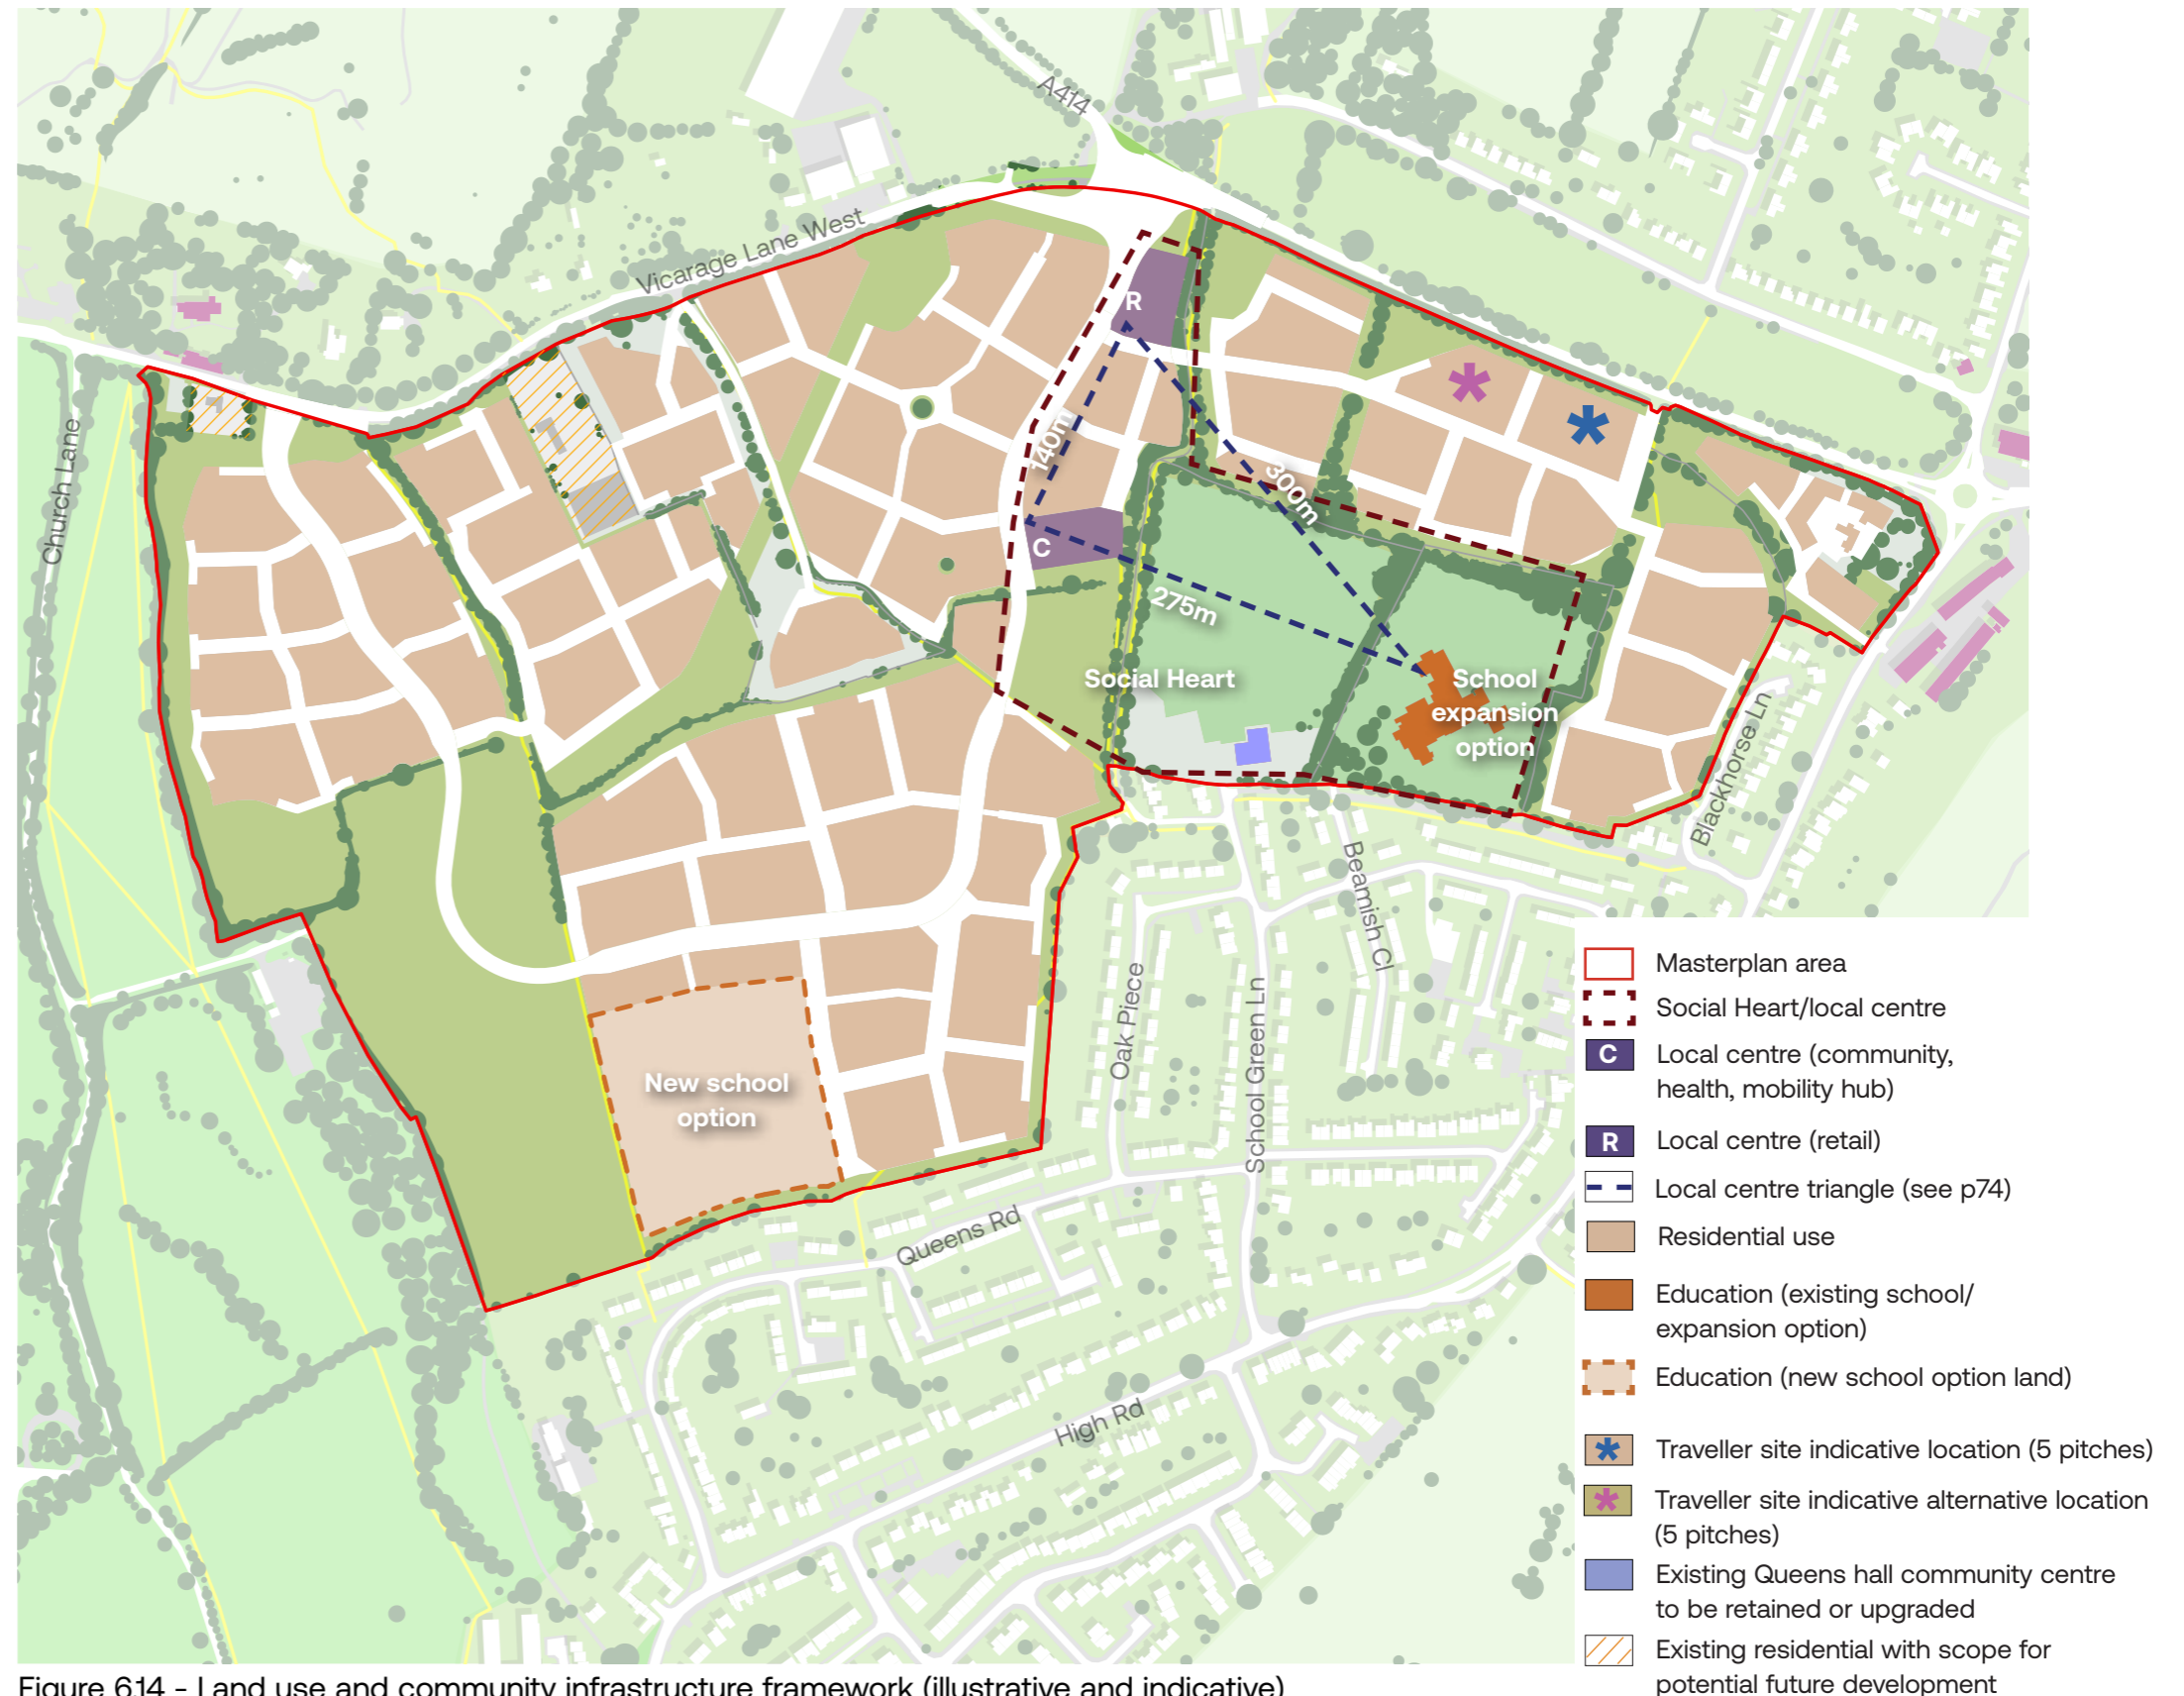 A414
Vicarage Lane West
R
Church Lane
140m
300m
C
275m
Social Heart
School
expansion
option
Blackhorse Ln
Beamish Cl
Oak Piece
School Green Ln
New school
option
Queens Rd
High Rd
Masterplan area
Social Heart/local centre
C Local centre (community,
health, mobility hub)
R Local centre (retail)
Local centre triangle (see p74)
Residential use
Education (existing school/
expansion option)
Education (new school option land)
Traveller site indicative location (5 pitches)
Traveller site indicative alternative location
(5 pitches)
Existing Queens hall community centre
to be retained or upgraded
Existing residential with scope for
potential future development
Figure 6.14 - Land use and community infrastructure framework (illustrative and indicative)